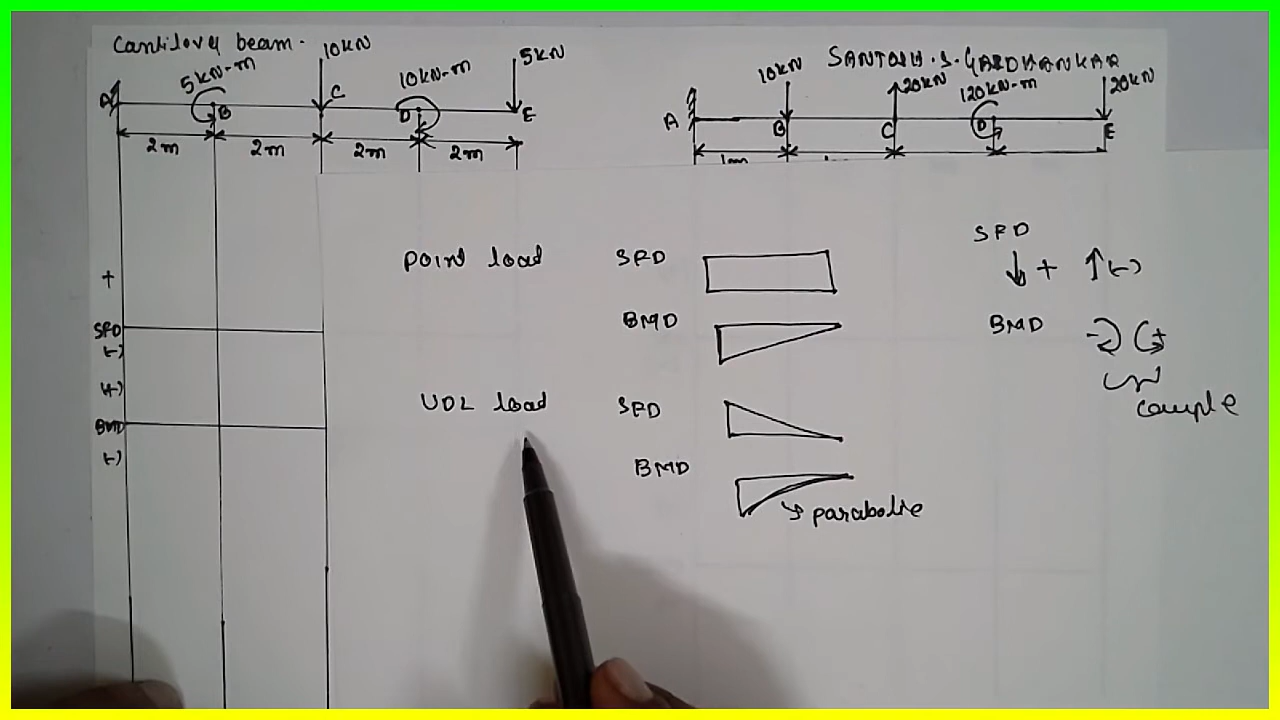 Cantilever beam.
10kN
5kN-m
10kN-m
5kN
A
B
C
D
E
2m
2m
2m
2m
SANTOSH.S.GARDHANKAR
10kN
20kN
120kN-m
20kN
A
B
C
D
E
1m
+
SFD
(-)
(+)
BMD
(-)
Point load
SFD
BMD
UDL load
SFD
BMD
parabolic
SFD
↓ + ↑ (-)
BMD
- +
couple